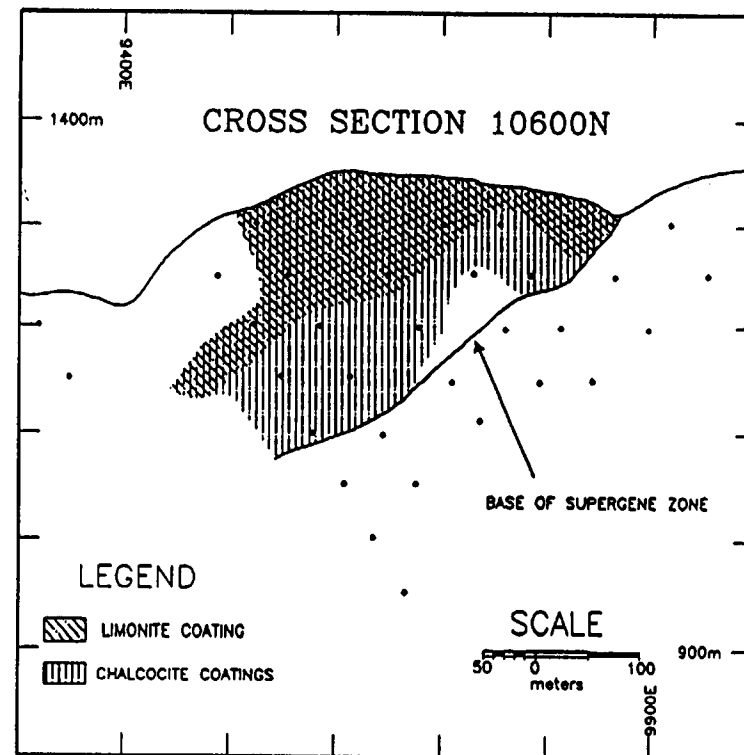 9400E
1400m
CROSS SECTION 10600N
BASE OF SUPERGENE ZONE
LEGEND
LIMONITE COATING
CHALCOCITE COATINGS
SCALE
50 0 100
meters
900m
9900E